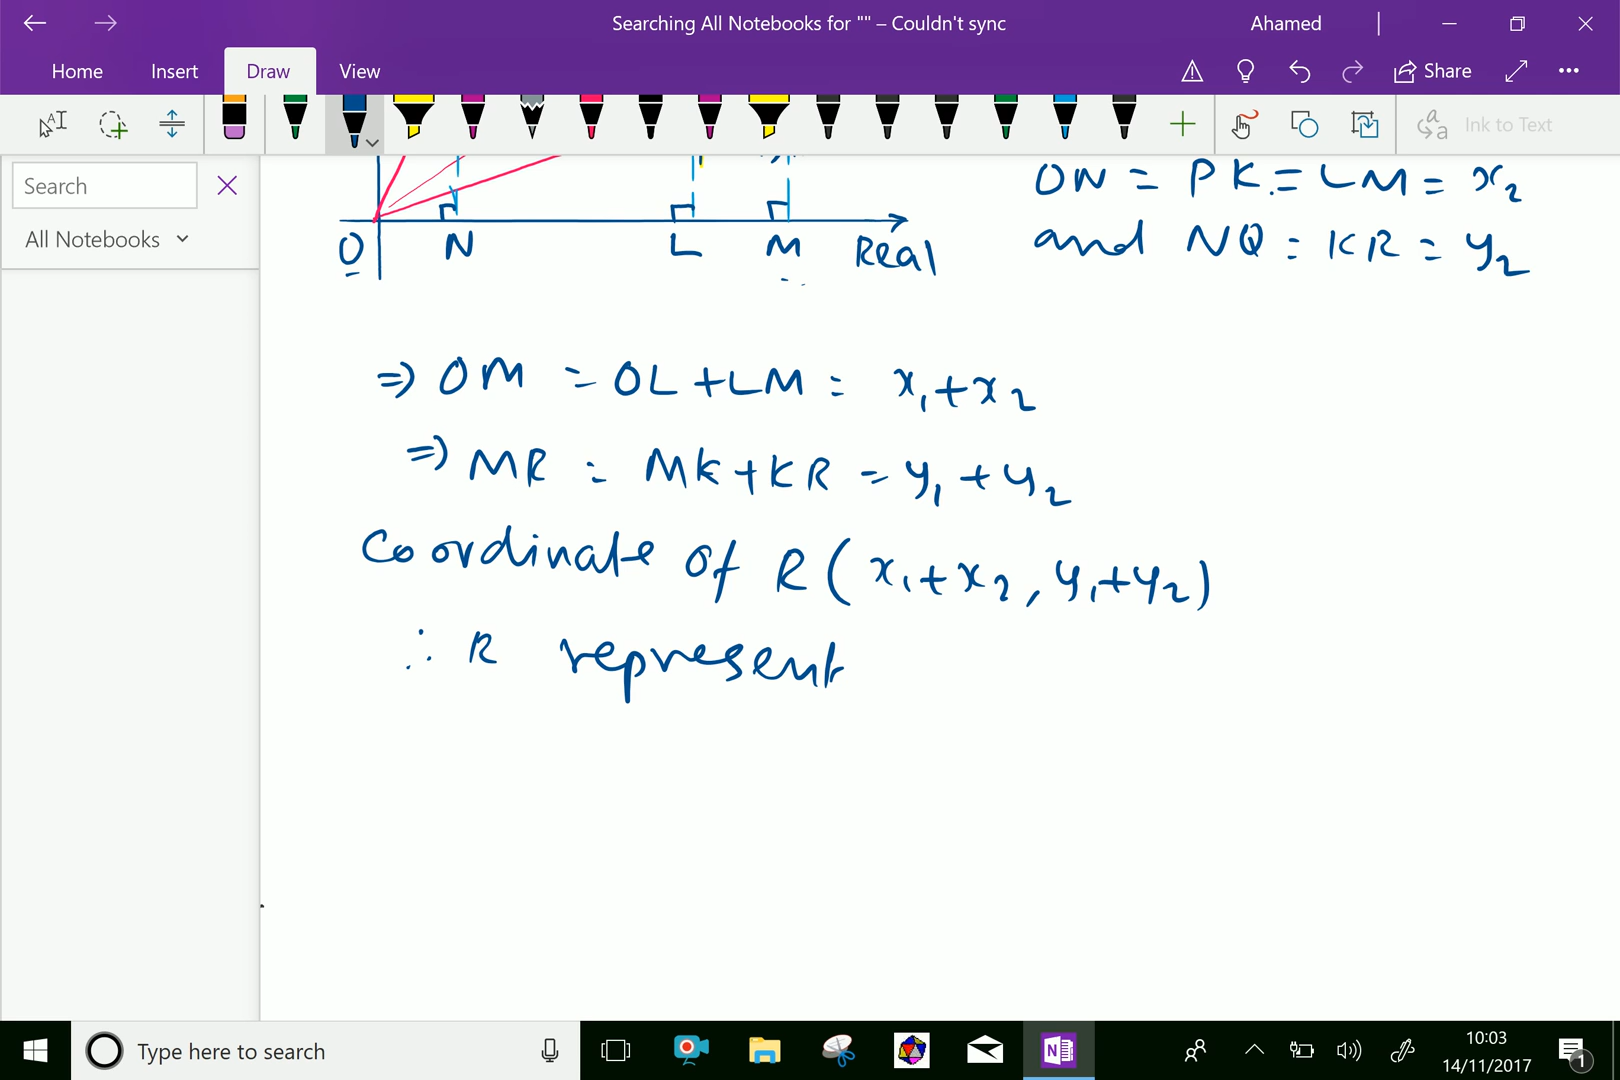 Searching All Notebooks for "" – Couldn't sync
Ahamed
Home Insert Draw View
Share
Ink to Text
Search
All Notebooks
ON = PK = LM = x₂
and NQ = KR = y₂
O N L M Real
⇒ OM = OL + LM = x₁ + x₂
⇒ MR = MK + KR = y₁ + y₂
Coordinate of R ( x₁ + x₂ , y₁ + y₂ )
∴ R represent
Type here to search
10:03
14/11/2017
1